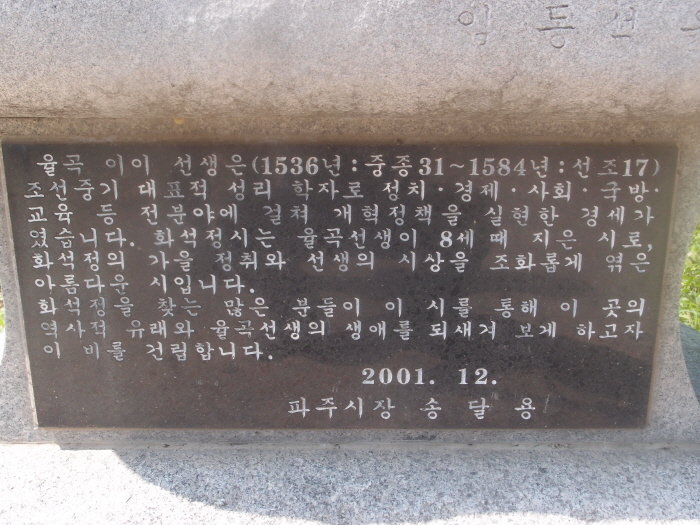 임 동 선
율곡 이이 선생은(1536년:중종31~1584년:선조17)
조선중기 대표적 성리 학자로 정치·경제·사회·국방·
교육 등 전분야에 걸쳐 개혁정책을 실현한 경세가
였습니다. 화석정시는 율곡선생이 8세 때 지은 시로,
화석정의 가을 정취와 선생의 시상을 조화롭게 엮은
아름다운 시입니다.
화석정을 찾는 많은 분들이 이 시를 통해 이 곳의
역사적 유래와 율곡선생의 생애를 되새겨 보게 하고자
이 비를 건립합니다.
2001. 12.
파주시장 송 달 용